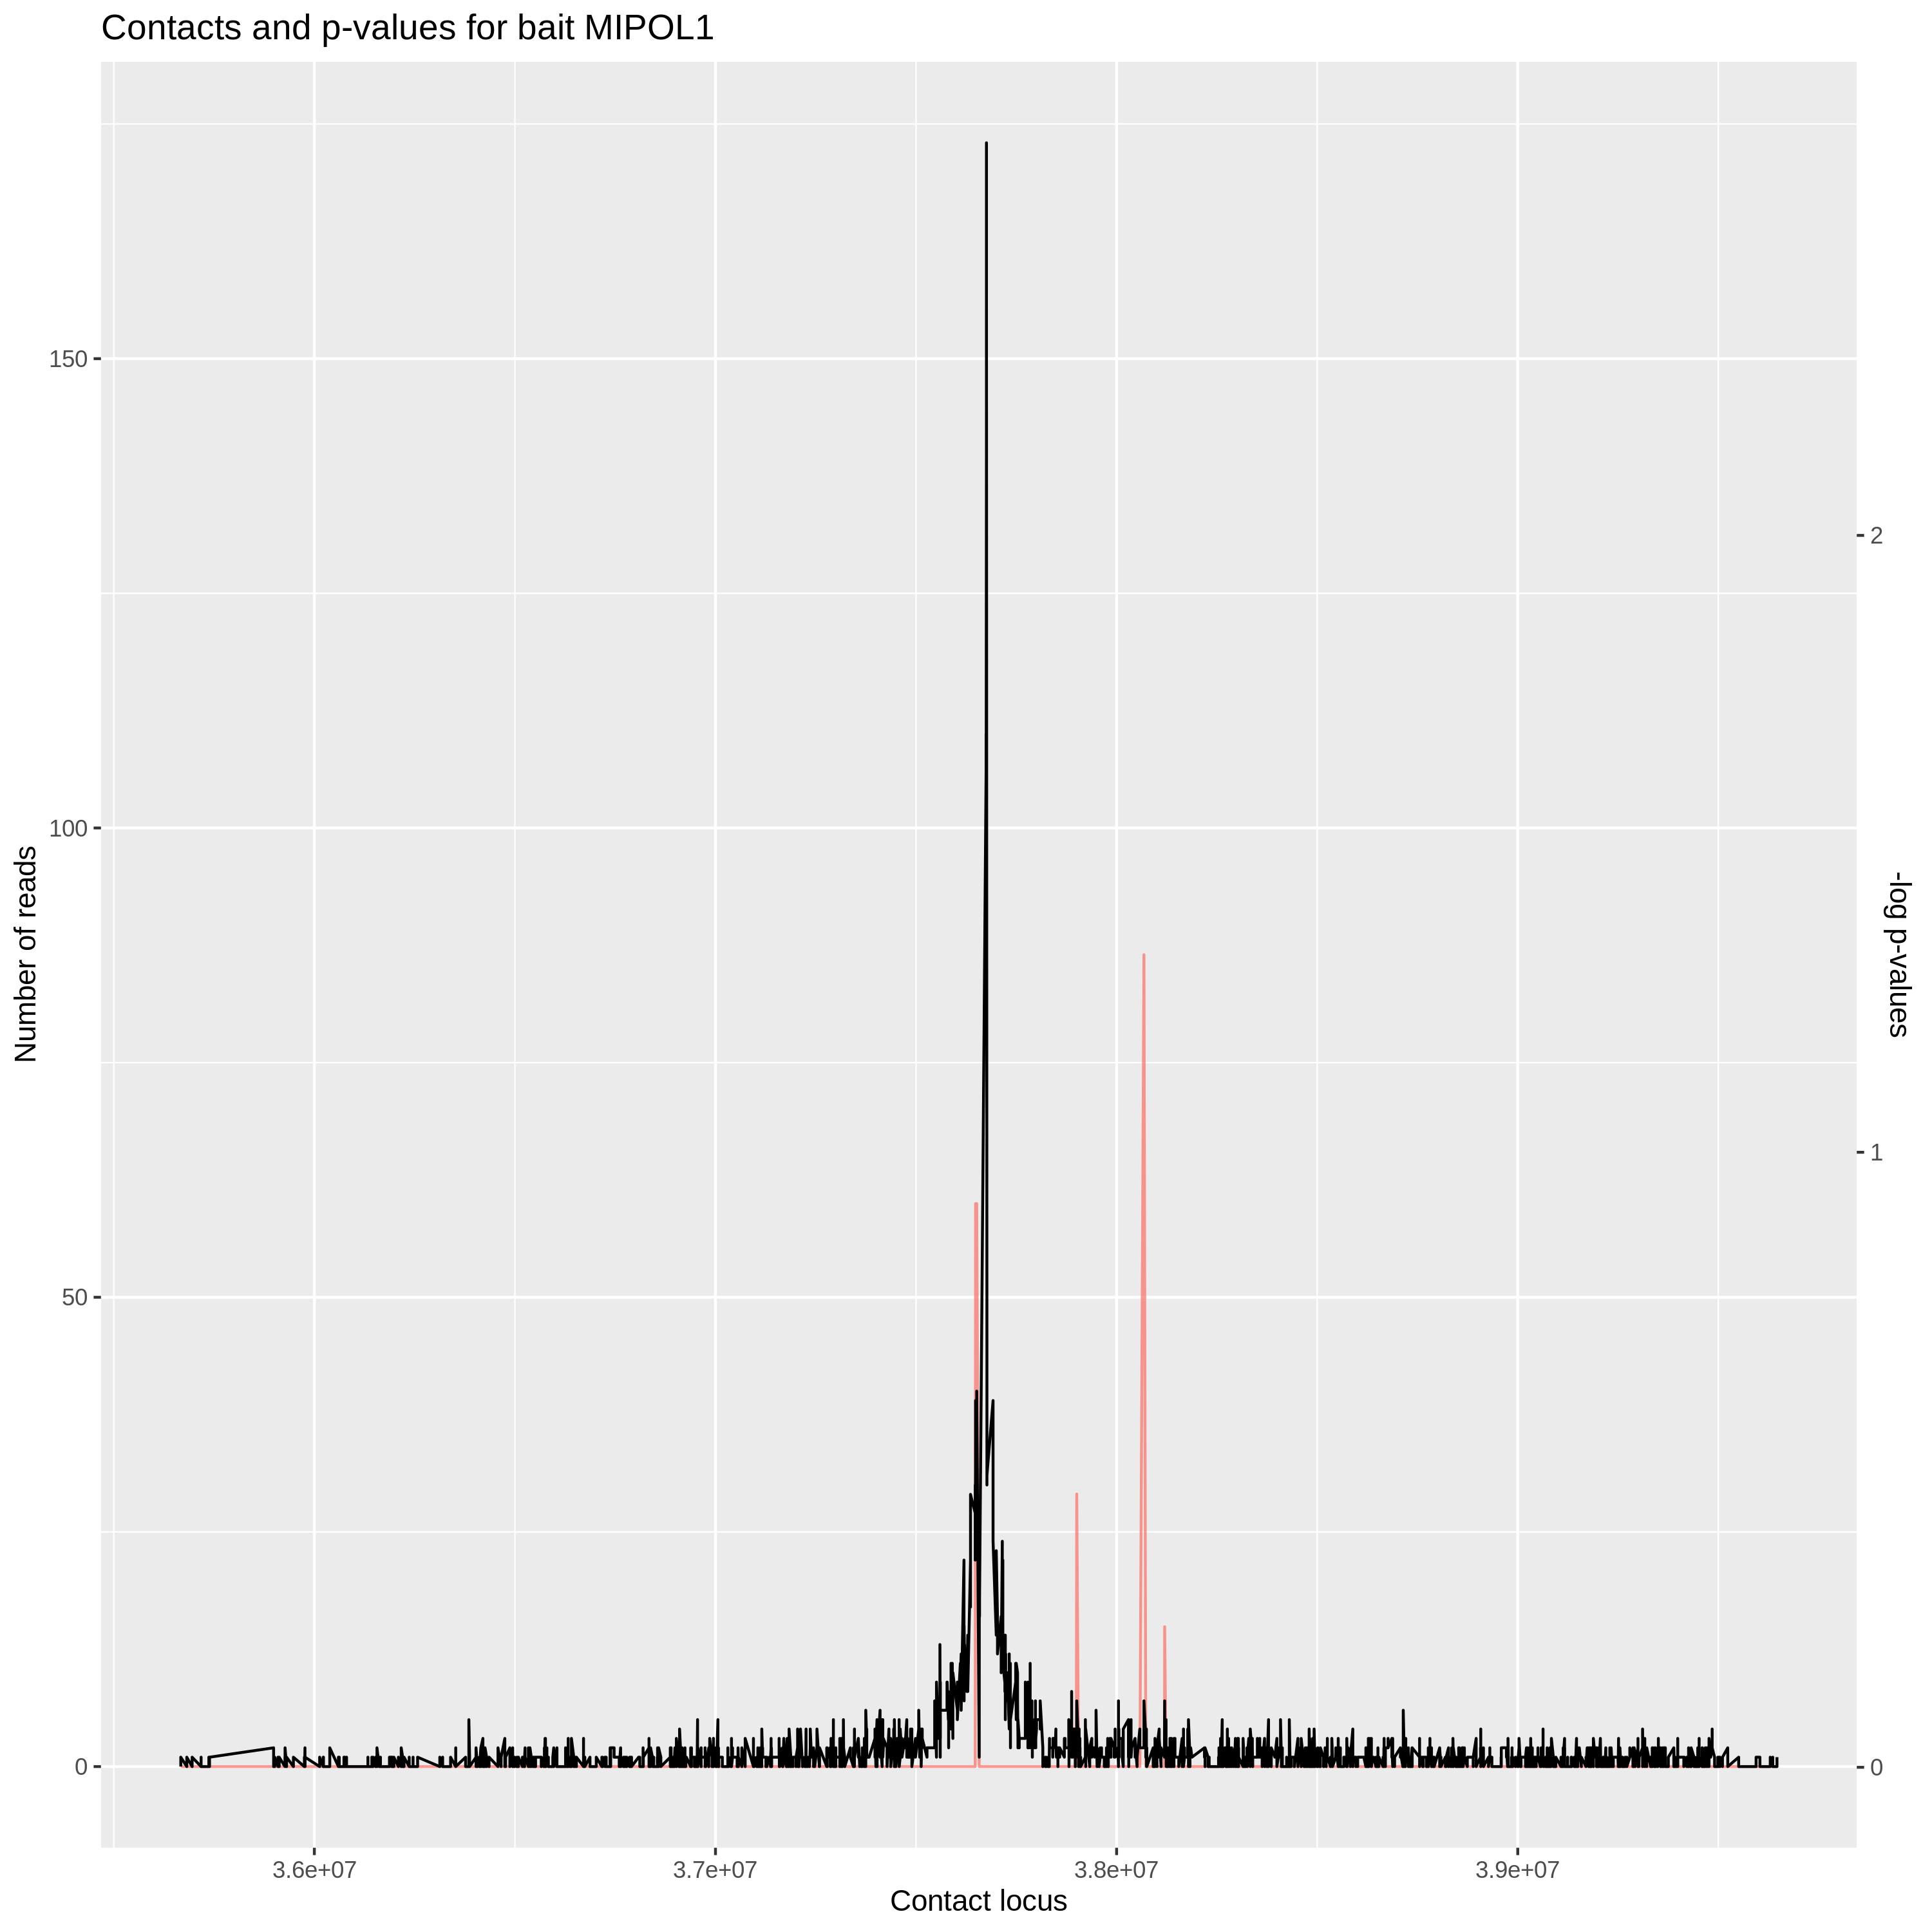 Contacts and p-values for bait MIPOL1
Number of reads
150
100
50
0
2
1
0
-log p-values
3.6e+07
3.7e+07
3.8e+07
3.9e+07
Contact locus